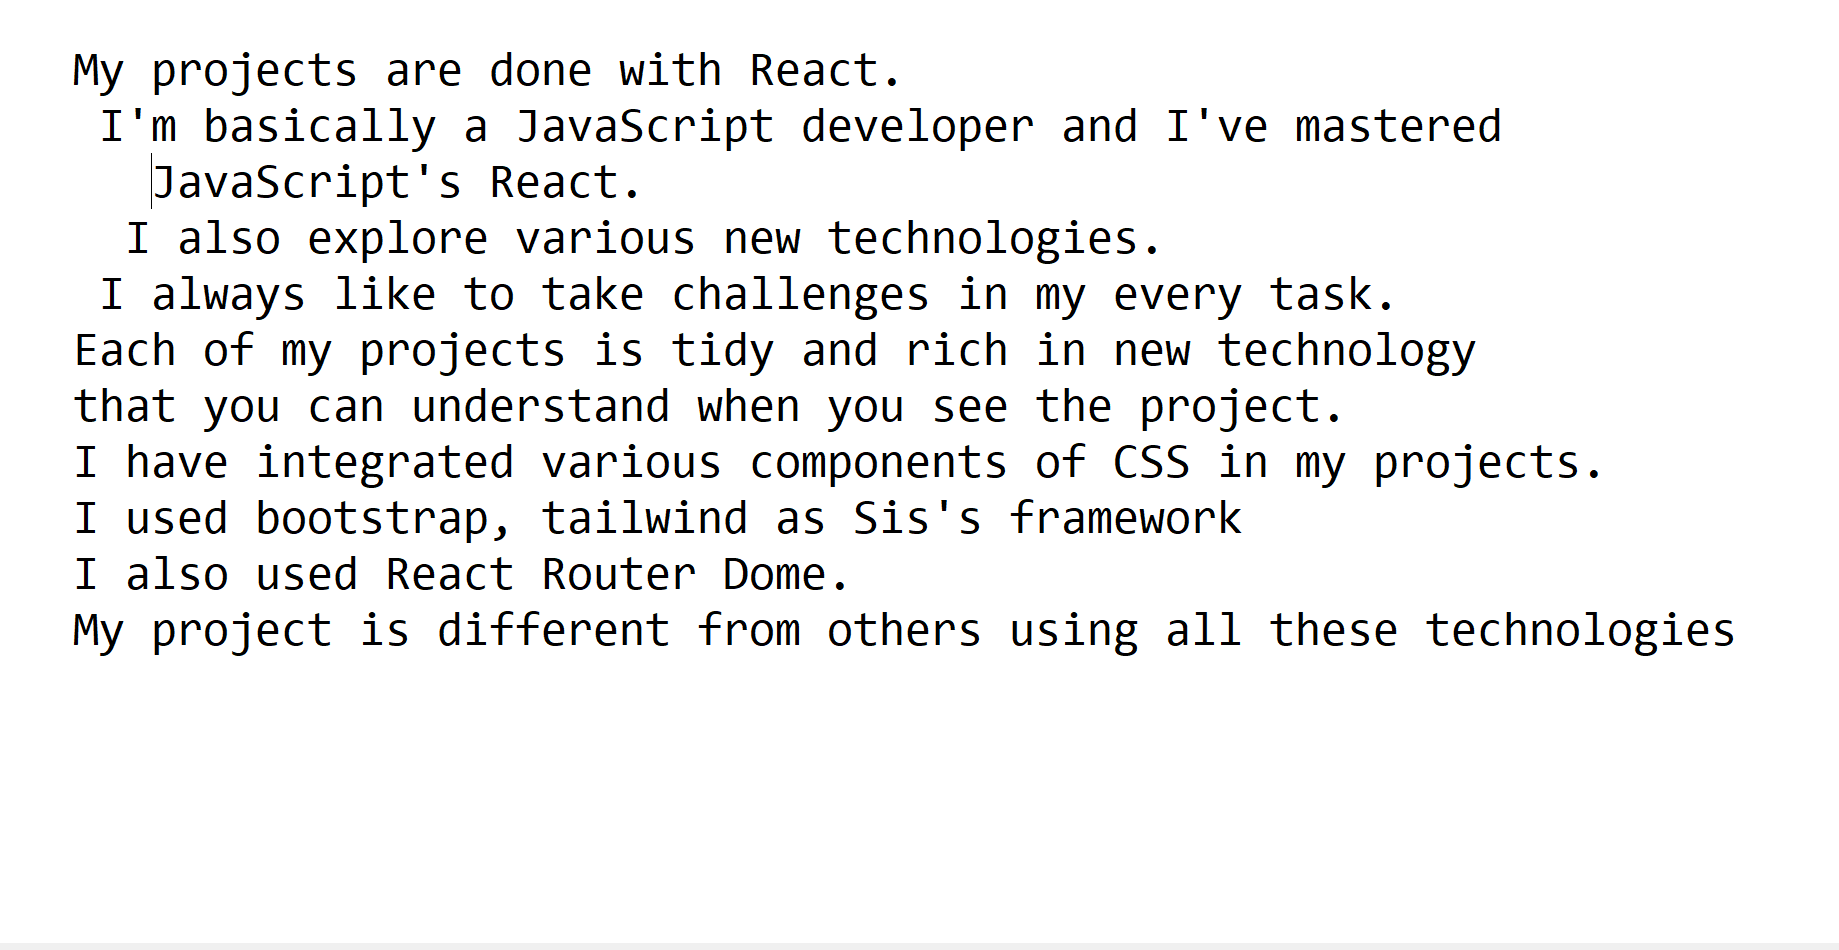 My projects are done with React.
I'm basically a JavaScript developer and I've mastered
JavaScript's React.
I also explore various new technologies.
I always like to take challenges in my every task.
Each of my projects is tidy and rich in new technology
that you can understand when you see the project.
I have integrated various components of CSS in my projects.
I used bootstrap, tailwind as Sis's framework
I also used React Router Dome.
My project is different from others using all these technologies